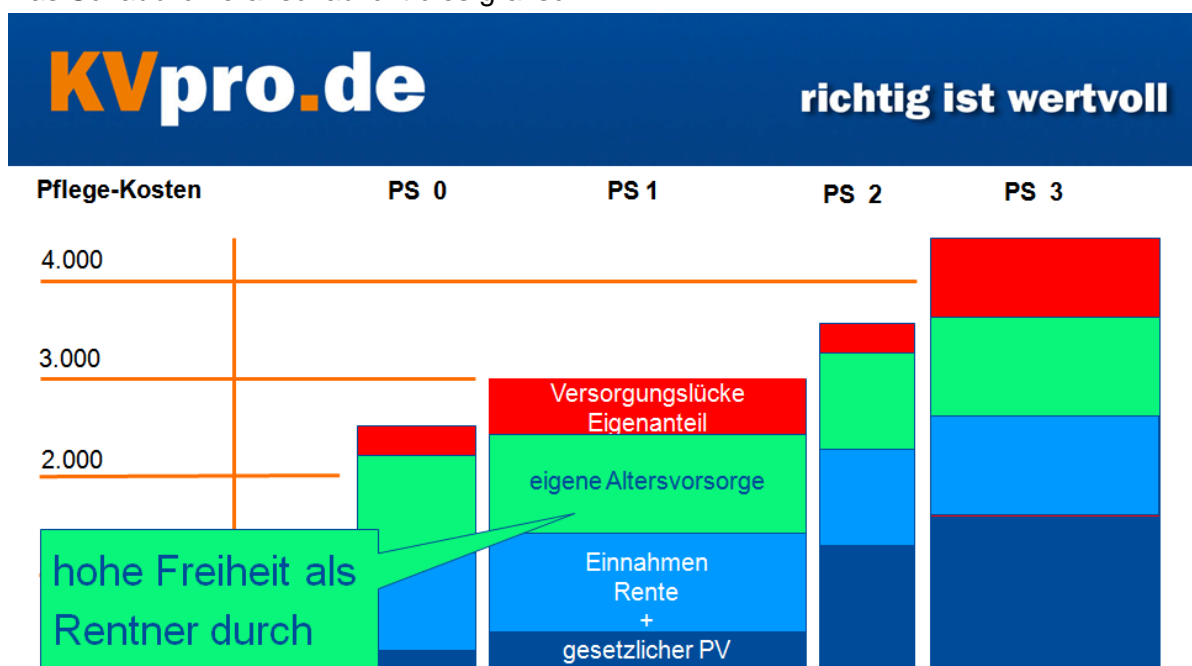 KVpro.de
richtig ist wertvoll
Pflege-Kosten PS 0 PS 1 PS 2 PS 3
4.000
3.000
2.000
Versorgungslücke
Eigenanteil
eigene Altersvorsorge
Einnahmen
Rente
+
gesetzlicher PV
hohe Freiheit als
Rentner durch